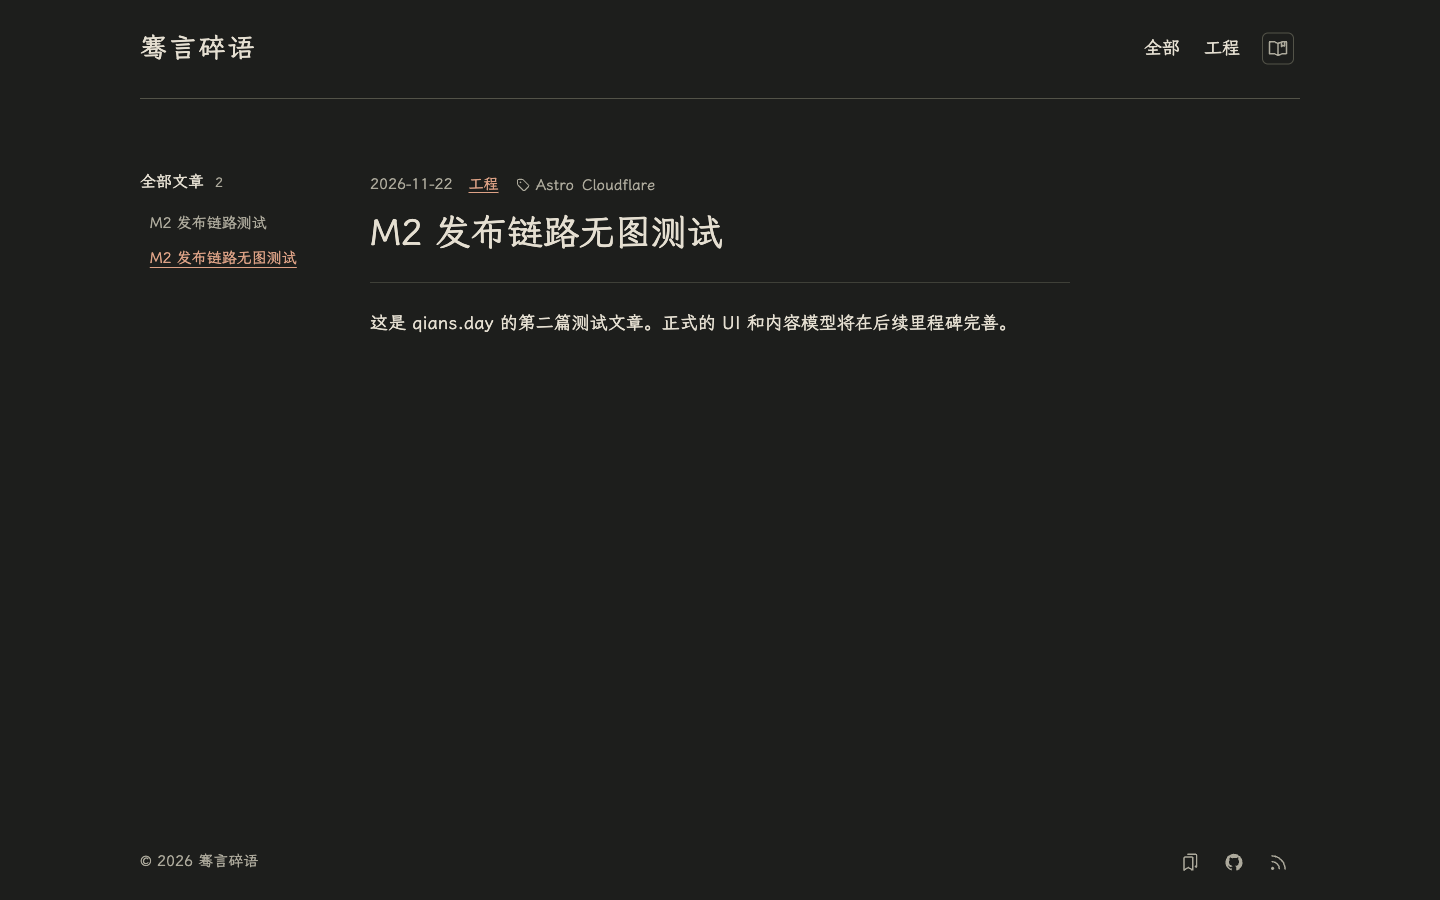 骞言碎语
全部 工程
全部文章 2
M2 发布链路测试
M2 发布链路无图测试
2026-11-22 工程 Astro Cloudflare
M2 发布链路无图测试
这是 qians.day 的第二篇测试文章。正式的 UI 和内容模型将在后续里程碑完善。
© 2026 骞言碎语